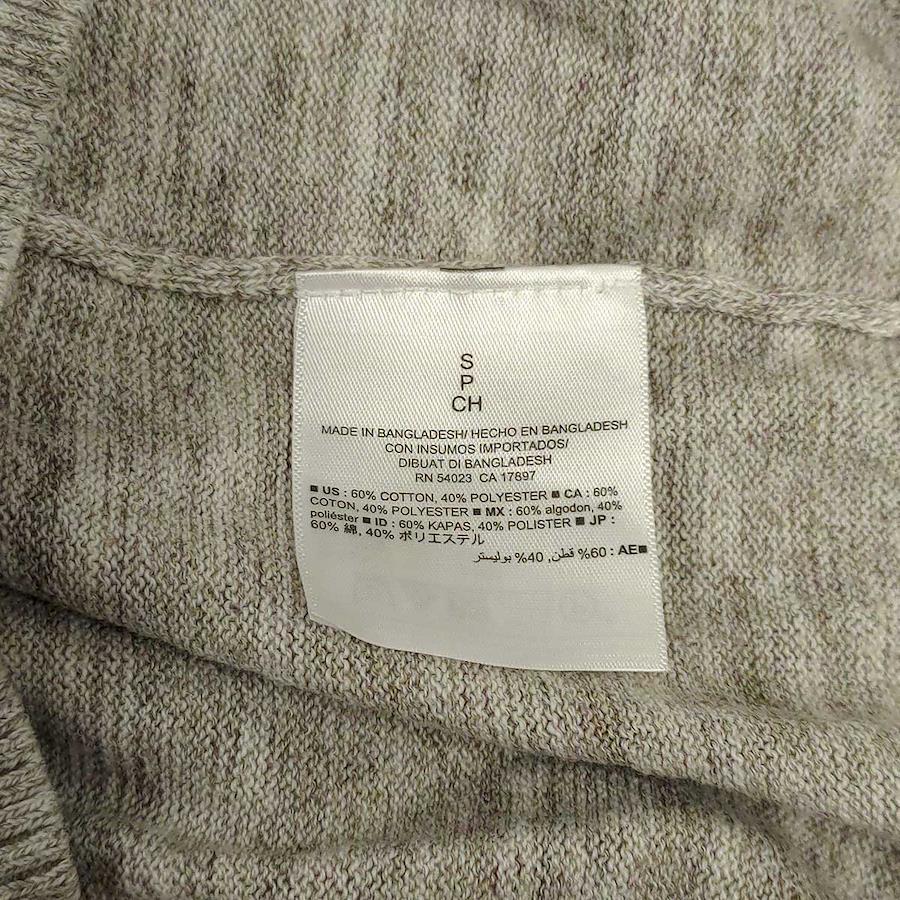 S
P
CH
MADE IN BANGLADESH/ HECHO EN BANGLADESH
CON INSUMOS IMPORTADOS/
DIBUAT DI BANGLADESH
RN 54023 CA 17897
■ US : 60% COTTON, 40% POLYESTER ■ CA : 60%
COTON, 40% POLYESTER ■ MX : 60% algodon, 40%
poliéster ■ ID : 60% KAPAS, 40% POLISTER ■ JP :
60% 綿, 40% ポリエステル
■AE : 60% قطن, 40% بوليستر